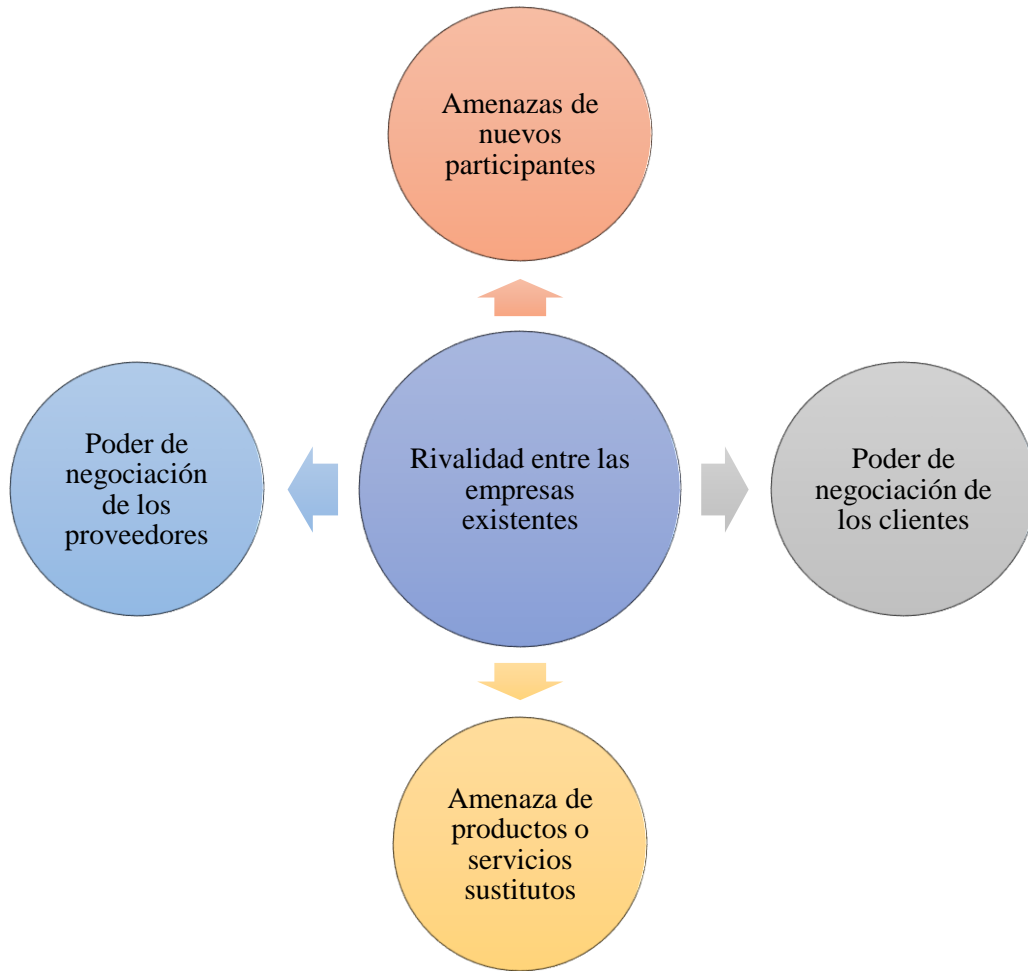 Amenazas de
nuevos
participantes
Poder de
negociación
de los
proveedores
Rivalidad entre las
empresas
existentes
Poder de
negociación de
los clientes
Amenaza de
productos o
servicios
sustitutos